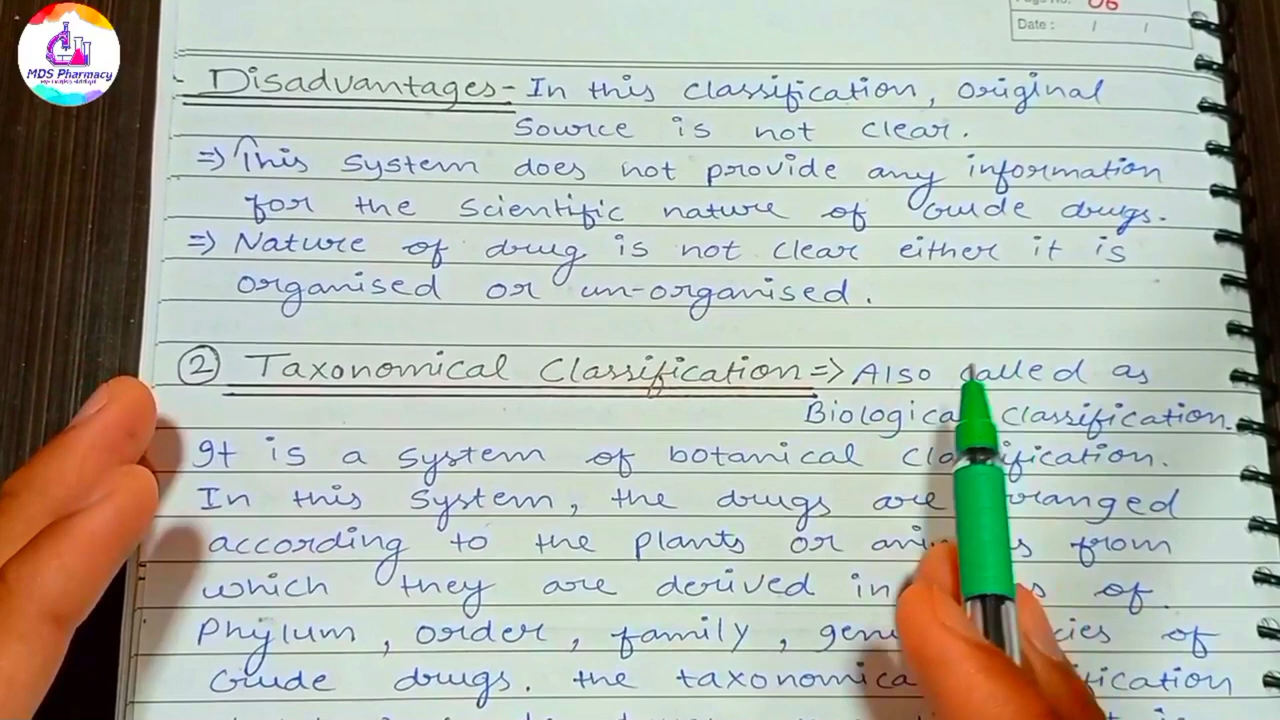 MDS Pharmacy
06
Date : / /
Disadvantages - In this classification, original
source is not clear.
=> This system does not provide any information
for the scientific nature of crude drugs.
=> Nature of drug is not clear either it is
organised or un-organised.
② Taxonomical Classification => Also called as
Biological classification.
It is a system of botanical classification.
In this system, the drugs are arranged
according to the plants or from
which they are derived in of
Phylum, order, family, of
crude drugs. the taxonomical